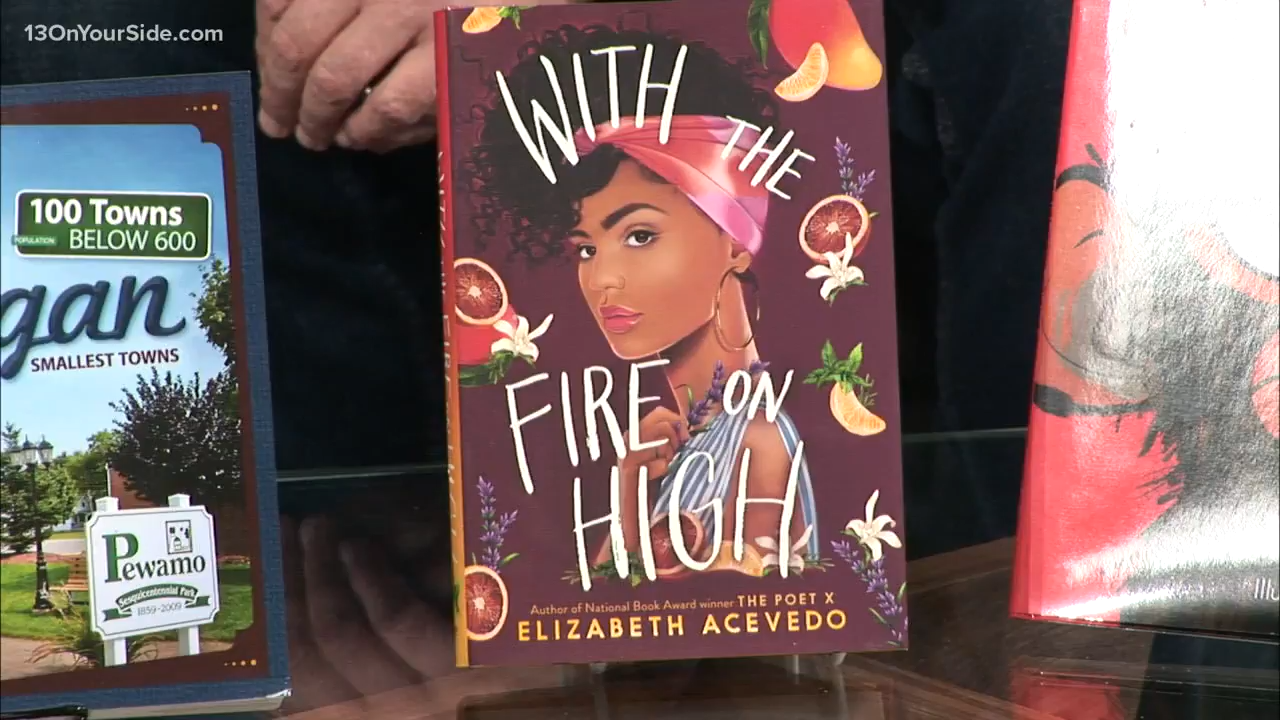 13OnYourSide.com
100 Towns
POPULATION BELOW 600
gan
SMALLEST TOWNS
Pewamo
Sesquicentennial Park
1859-2009
WITH
THE
FIRE ON
HIGH
Author of National Book Award winner THE POET X
ELIZABETH ACEVEDO